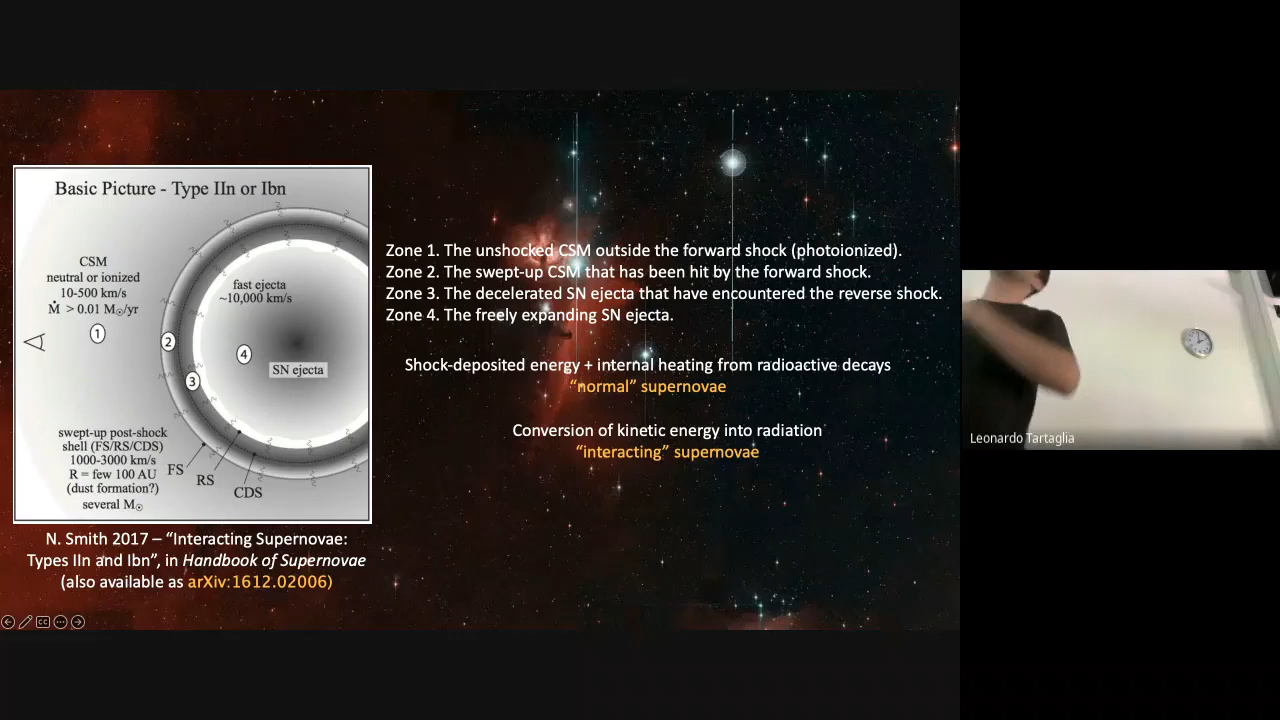 Basic Picture - Type IIn or Ibn
CSM
neutral or ionized
10-500 km/s
Ṁ > 0.01 M☉/yr
1
2
3
4
fast ejecta
~10,000 km/s
SN ejecta
swept-up post-shock
shell (FS/RS/CDS)
1000-3000 km/s
R = few 100 AU
(dust formation?)
several M☉
FS
RS
CDS
N. Smith 2017 – “Interacting Supernovae:
Types IIn and Ibn”, in Handbook of Supernovae
(also available as arXiv:1612.02006)
Zone 1. The unshocked CSM outside the forward shock (photoionized).
Zone 2. The swept-up CSM that has been hit by the forward shock.
Zone 3. The decelerated SN ejecta that have encountered the reverse shock.
Zone 4. The freely expanding SN ejecta.
Shock-deposited energy + internal heating from radioactive decays
“normal” supernovae
Conversion of kinetic energy into radiation
“interacting” supernovae
CC
Leonardo Tartaglia